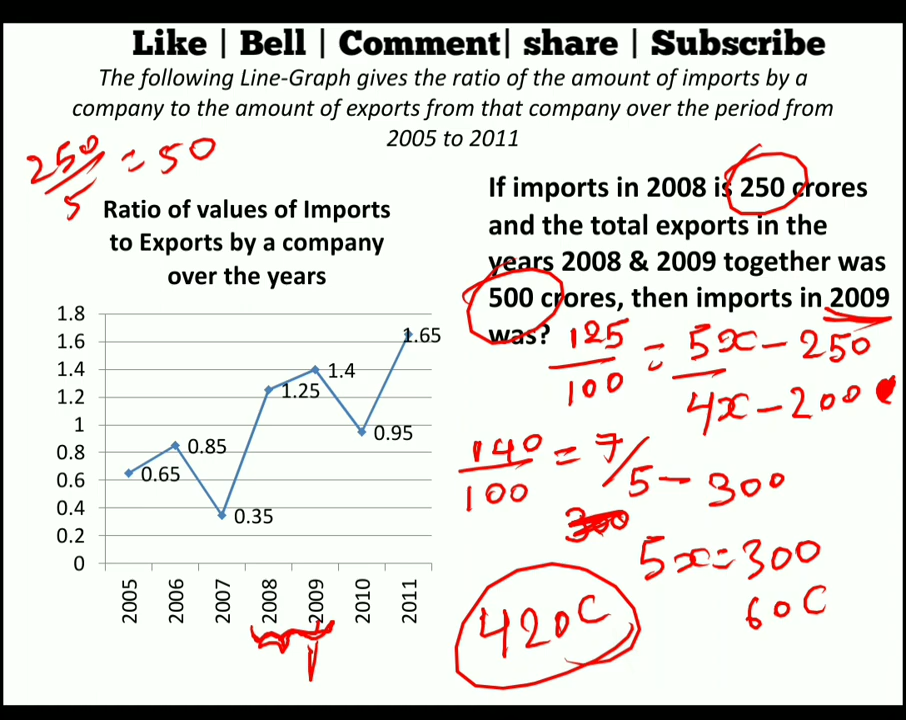 Like | Bell | Comment| share | Subscribe
The following Line-Graph gives the ratio of the amount of imports by a
company to the amount of exports from that company over the period from
2005 to 2011
250/5 = 50
Ratio of values of Imports
to Exports by a company
over the years
1.8
1.6
1.4
1.2
1
0.8
0.6
0.4
0.2
0
0.65
0.85
0.35
1.25
1.4
0.95
1.65
2005
2006
2007
2008
2009
2010
2011
If imports in 2008 is 250 crores
and the total exports in the
years 2008 & 2009 together was
500 crores, then imports in 2009
was?
125/100 = 5x - 250
4x - 200
140/100 = 7/5 - 300
300
5x = 300
60C
420C